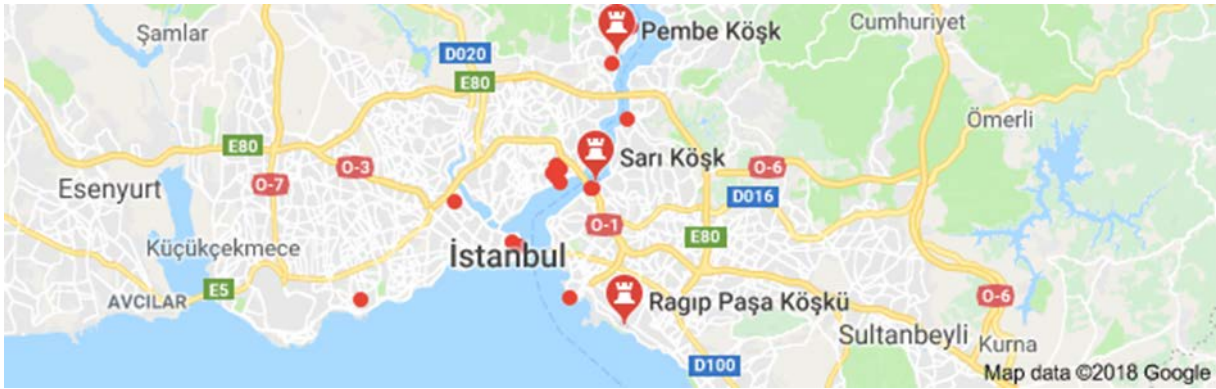 Şamlar
Pembe Köşk
Cumhuriyet
D020
E80
Ömerli
E80
O-3
Sarı Köşk
O-6
Esenyurt
O-7
D016
O-1
E80
Küçükçekmece
İstanbul
AVCILAR
E5
Ragıp Paşa Köşkü
O-6
Sultanbeyli
Kurna
D100
Map data ©2018 Google